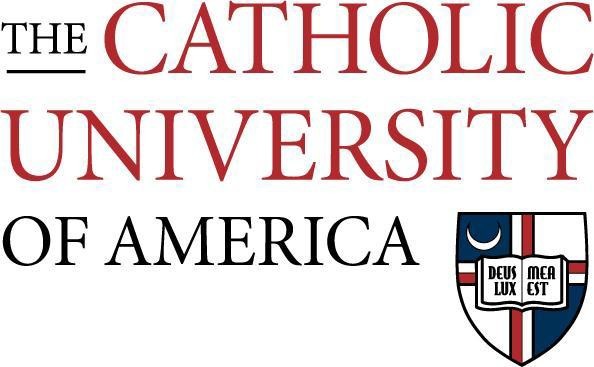 THE CATHOLIC
UNIVERSITY
OF AMERICA
DEUS MEA
LUX EST